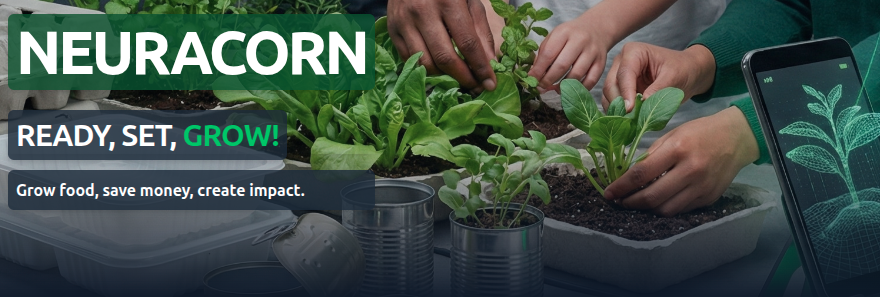 NEURACORN
READY, SET, GROW!
Grow food, save money, create impact.